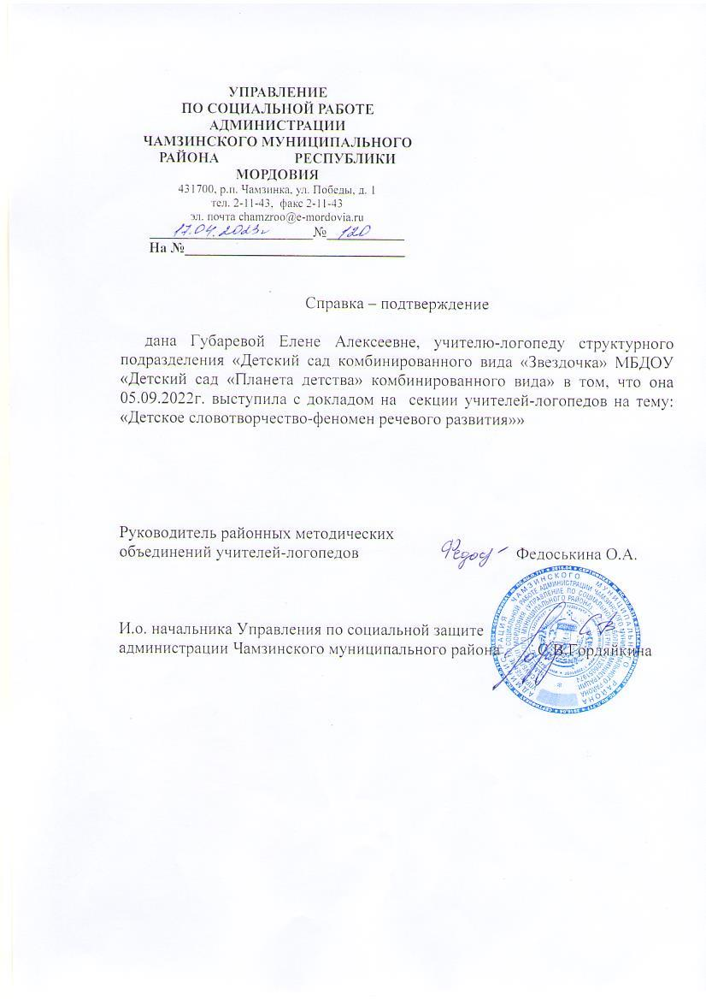 УПРАВЛЕНИЕ
ПО СОЦИАЛЬНОЙ РАБОТЕ
АДМИНИСТРАЦИИ
ЧАМЗИНСКОГО МУНИЦИПАЛЬНОГО
РАЙОНА РЕСПУБЛИКИ
МОРДОВИЯ
431700, р.п. Чамзинка, ул. Победы, д. 1
тел. 2-11-43, факс 2-11-43
эл. почта chamzroo@e-mordovia.ru
17.04.2023г № 120
На №
Справка – подтверждение
дана Губаревой Елене Алексеевне, учителю-логопеду структурного
подразделения «Детский сад комбинированного вида «Звездочка» МБДОУ
«Детский сад «Планета детства» комбинированного вида» в том, что она
05.09.2022г. выступила с докладом на секции учителей-логопедов на тему:
«Детское словотворчество-феномен речевого развития»»
Руководитель районных методических
объединений учителей-логопедов Федоськина О.А.
И.о. начальника Управления по социальной защите
администрации Чамзинского муниципального района С.В.Гордяйкина
АДМИНИСТРАЦИЯ ЧАМЗИНСКОГО МУНИЦИПАЛЬНОГО РАЙОНА